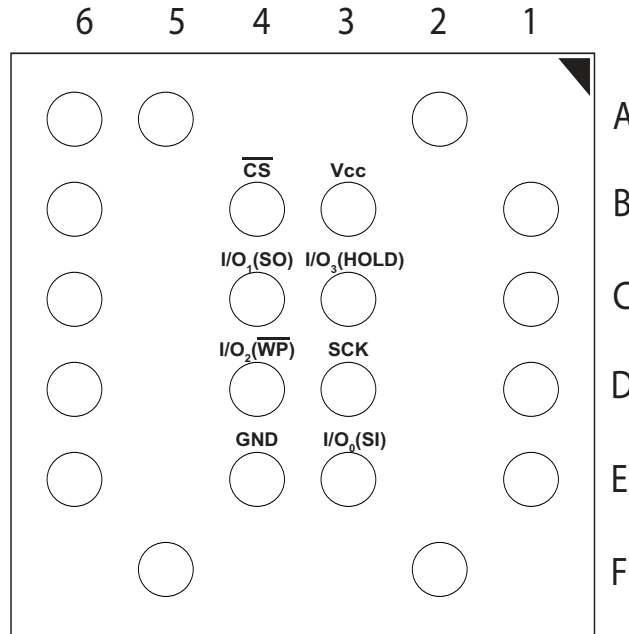 6 5 4 3 2 1
A
CS Vcc
B
I/O₁(SO) I/O₃(HOLD)
C
I/O₂(WP) SCK
D
GND I/O₀(SI)
E
F